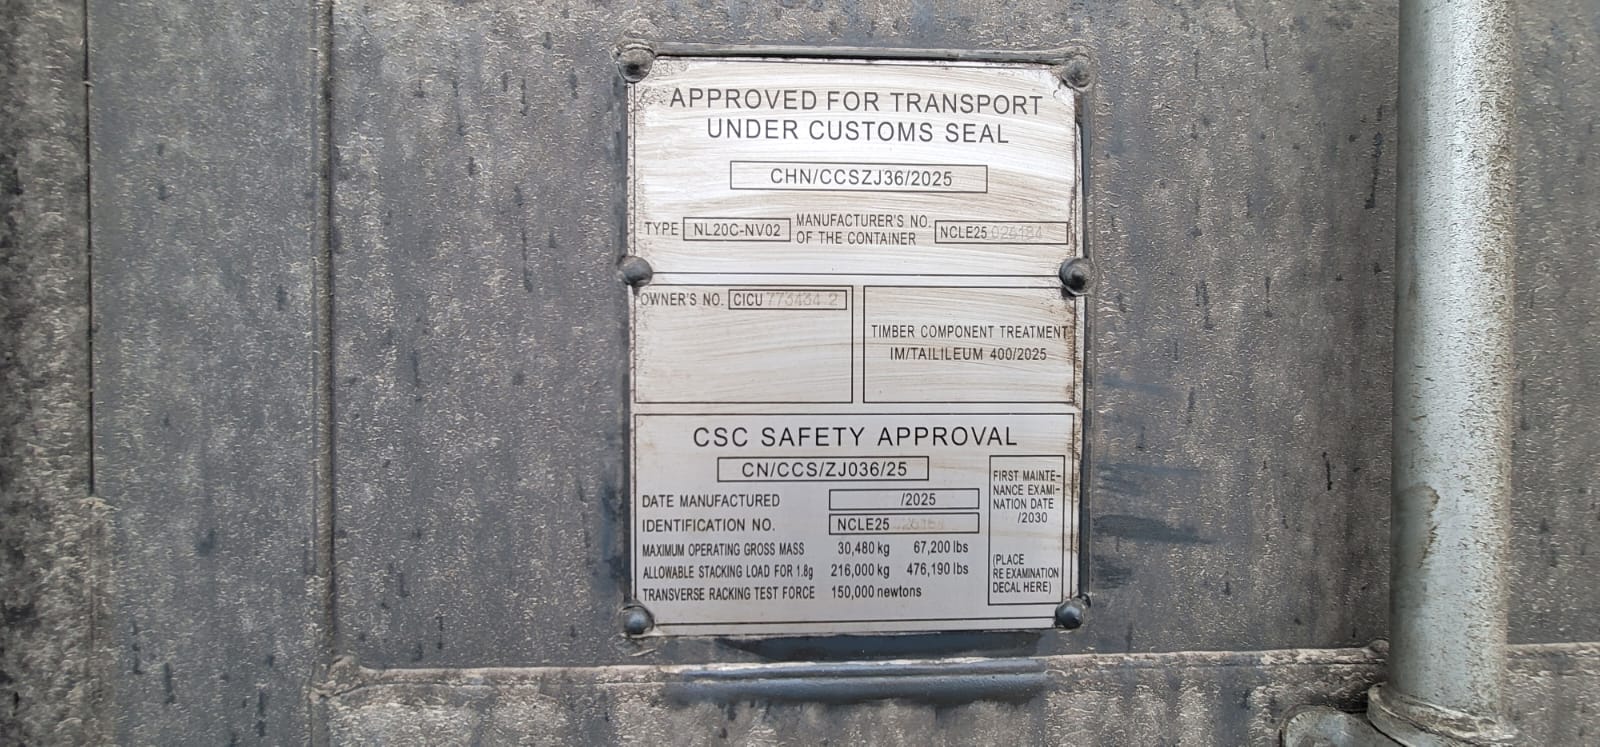 APPROVED FOR TRANSPORT
UNDER CUSTOMS SEAL
CHN/CCSZJ36/2025
TYPE NL20C-NV02 MANUFACTURER'S NO. OF THE CONTAINER NCLE25
OWNER'S NO. CICU 773434 2
TIMBER COMPONENT TREATMENT
IM/TAILILEUM 400/2025
CSC SAFETY APPROVAL
CN/CCS/ZJ036/25
DATE MANUFACTURED /2025
IDENTIFICATION NO. NCLE25
MAXIMUM OPERATING GROSS MASS 30,480 kg 67,200 lbs
ALLOWABLE STACKING LOAD FOR 1.8g 216,000 kg 476,190 lbs
TRANSVERSE RACKING TEST FORCE 150,000 newtons
FIRST MAINTE-
NANCE EXAMI-
NATION DATE
/2030
(PLACE
RE EXAMINATION
DECAL HERE)